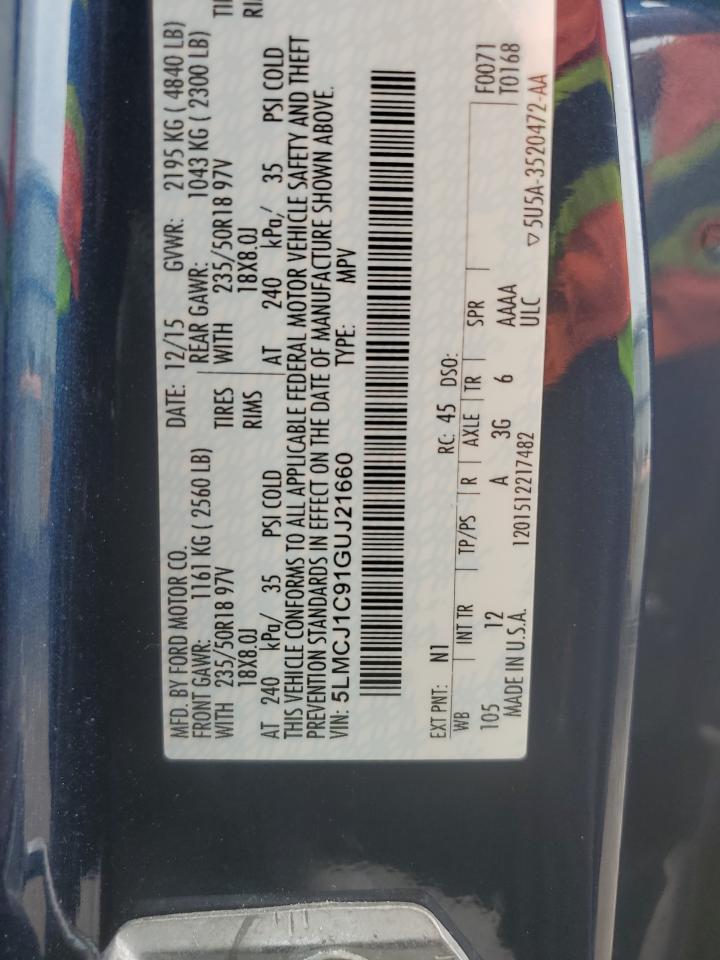 MFD. BY FORD MOTOR CO.
DATE: 12/15 GVWR: 2195 KG ( 4840 LB)
FRONT GAWR: 1161 KG ( 2560 LB) REAR GAWR: 1043 KG ( 2300 LB)
WITH 235/50R18 97V TIRES WITH 235/50R18 97V
18X8.0J RIMS 18X8.0J
AT 240 kPa/ 35 PSI COLD AT 240 kPa/ 35 PSI COLD
THIS VEHICLE CONFORMS TO ALL APPLICABLE FEDERAL MOTOR VEHICLE SAFETY AND THEFT
PREVENTION STANDARDS IN EFFECT ON THE DATE OF MANUFACTURE SHOWN ABOVE.
VIN: 5LMCJ1C91GUJ21660 TYPE: MPV
EXT PNT: N1 RC: 45 DSO:
WB INT TR TP/PS R AXLE TR SPR F0071
T0168
105 12 A 3G 6 AAAA
ULC
MADE IN U.S.A. 1201512217482
▽5U5A-3520472-AA